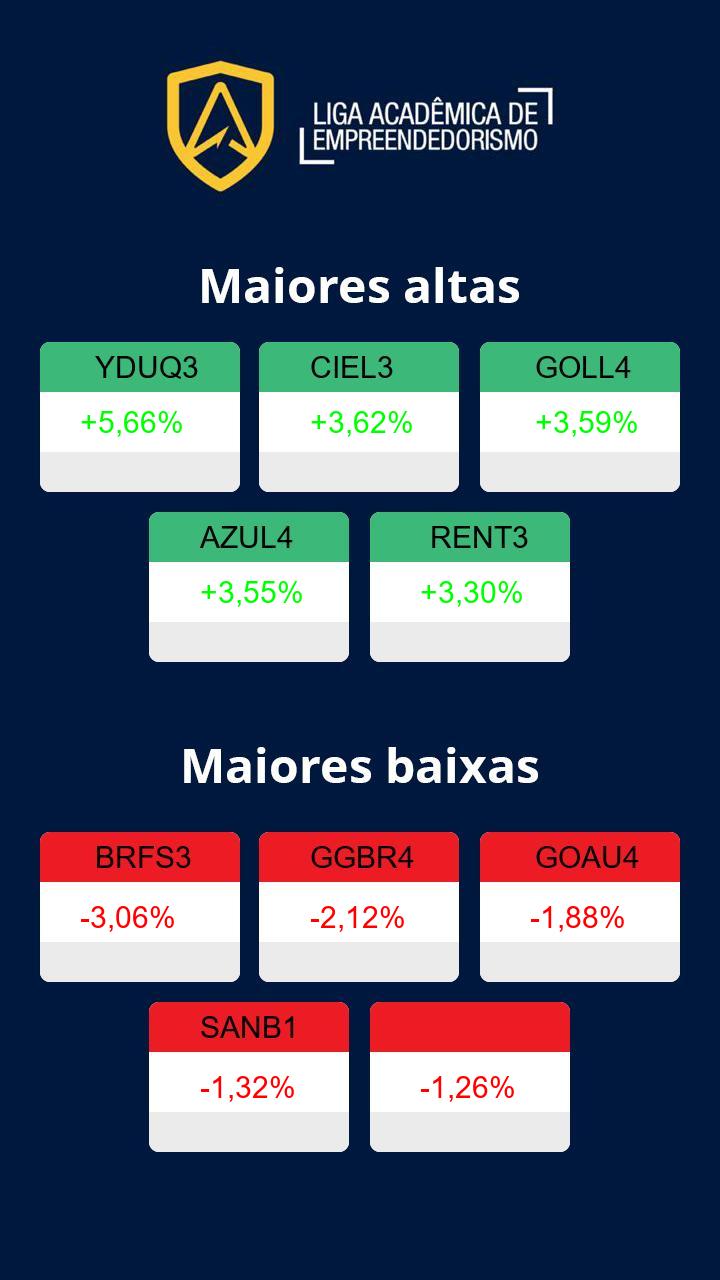 LIGA ACADÊMICA DE
EMPREENDEDORISMO
Maiores altas
YDUQ3 CIEL3 GOLL4
+5,66% +3,62% +3,59%
AZUL4 RENT3
+3,55% +3,30%
Maiores baixas
BRFS3 GGBR4 GOAU4
-3,06% -2,12% -1,88%
SANB1
-1,32% -1,26%